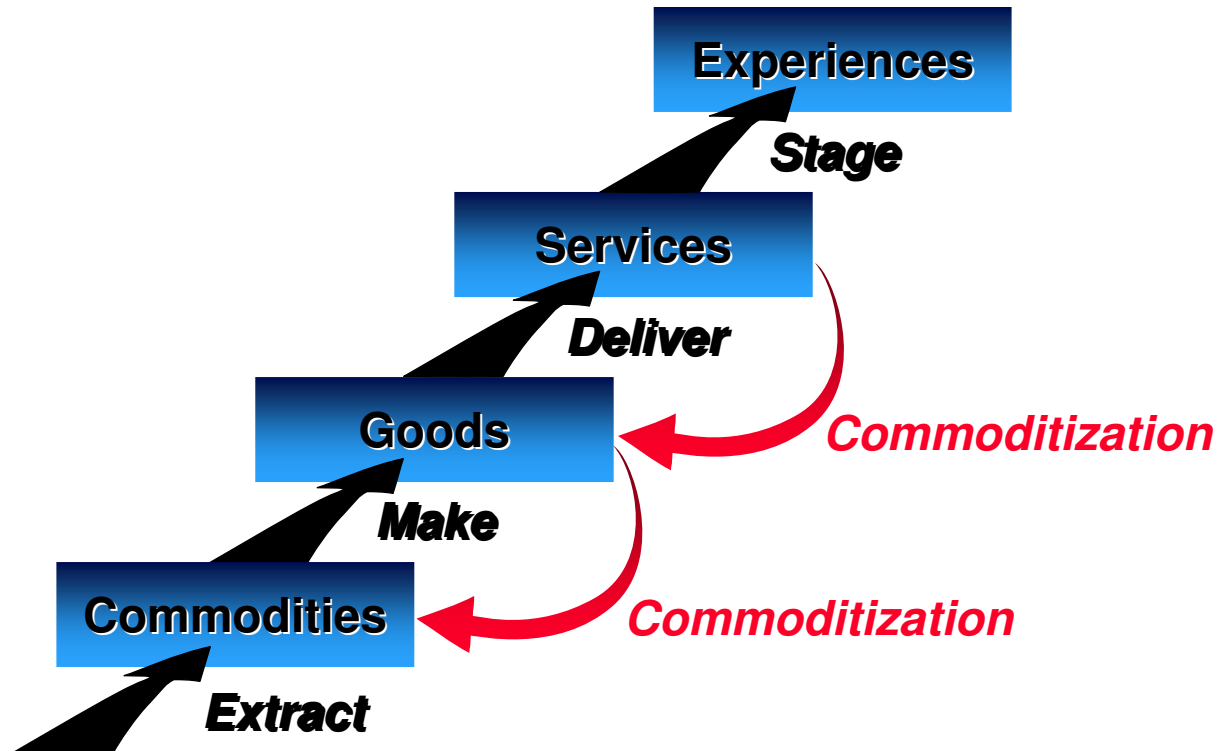 Experiences
Stage
Services
Deliver
Goods
Commoditization
Make
Commodities
Commoditization
Extract